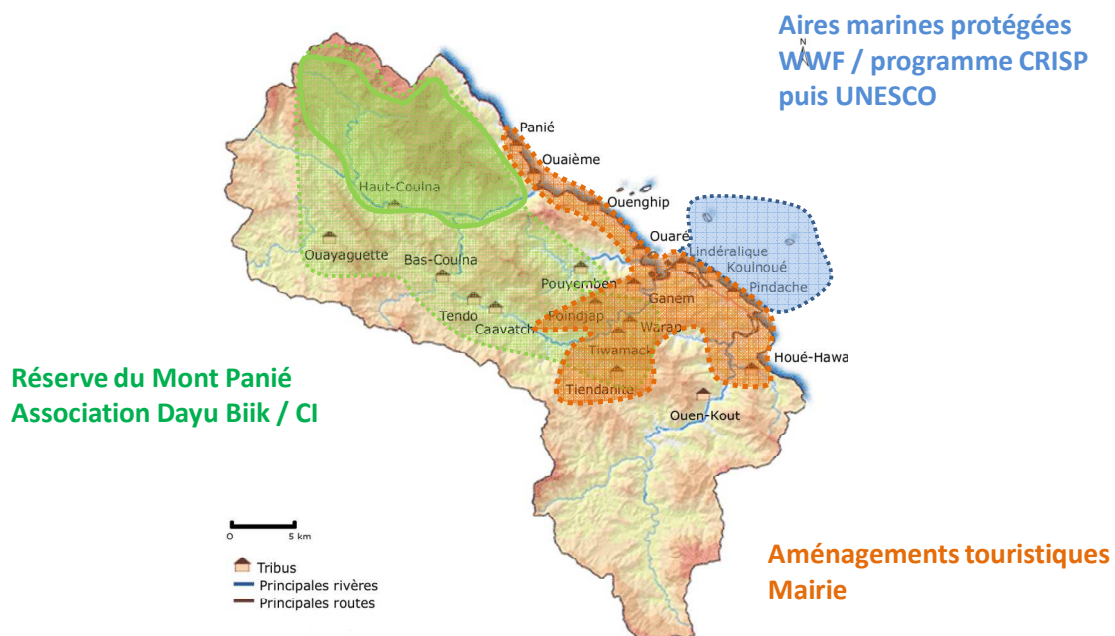 Aires marines protégées
N
WWF / programme CRISP
puis UNESCO
Panié
Ouaième
Haut-Coulna
Ouenghip
Ouaré
Lindéralique
Ouayaguette
Bas-Coulna
Koulnoué
Pouyemben
Pindache
Ganem
Tendo
Poindjap
Caavatch
Warap
Tiwamack
Houé-Hawa
Tiendanite
Ouen-Kout
Réserve du Mont Panié
Association Dayu Biik / CI
0 5 km
Tribus
Principales rivières
Principales routes
Aménagements touristiques
Mairie